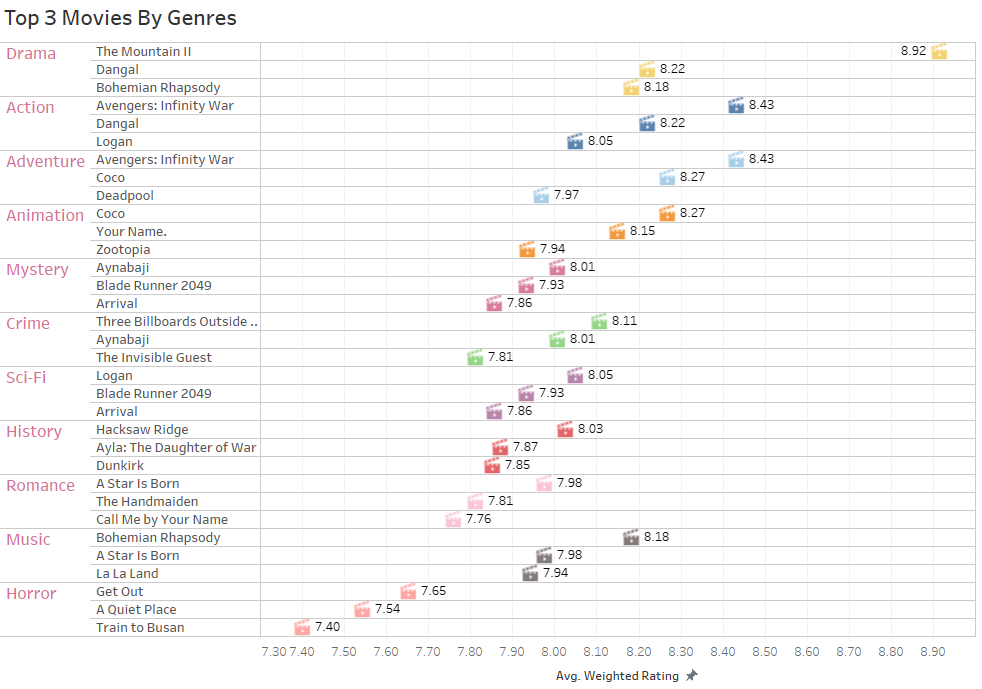 Top 3 Movies By Genres
Drama The Mountain II 8.92
Dangal 8.22
Bohemian Rhapsody 8.18
Action Avengers: Infinity War 8.43
Dangal 8.22
Logan 8.05
Adventure Avengers: Infinity War 8.43
Coco 8.27
Deadpool 7.97
Animation Coco 8.27
Your Name. 8.15
Zootopia 7.94
Mystery Aynabaji 8.01
Blade Runner 2049 7.93
Arrival 7.86
Crime Three Billboards Outside .. 8.11
Aynabaji 8.01
The Invisible Guest 7.81
Sci-Fi Logan 8.05
Blade Runner 2049 7.93
Arrival 7.86
History Hacksaw Ridge 8.03
Ayla: The Daughter of War 7.87
Dunkirk 7.85
Romance A Star Is Born 7.98
The Handmaiden 7.81
Call Me by Your Name 7.76
Music Bohemian Rhapsody 8.18
A Star Is Born 7.98
La La Land 7.94
Horror Get Out 7.65
A Quiet Place 7.54
Train to Busan 7.40
7.30 7.40 7.50 7.60 7.70 7.80 7.90 8.00 8.10 8.20 8.30 8.40 8.50 8.60 8.70 8.80 8.90
Avg. Weighted Rating